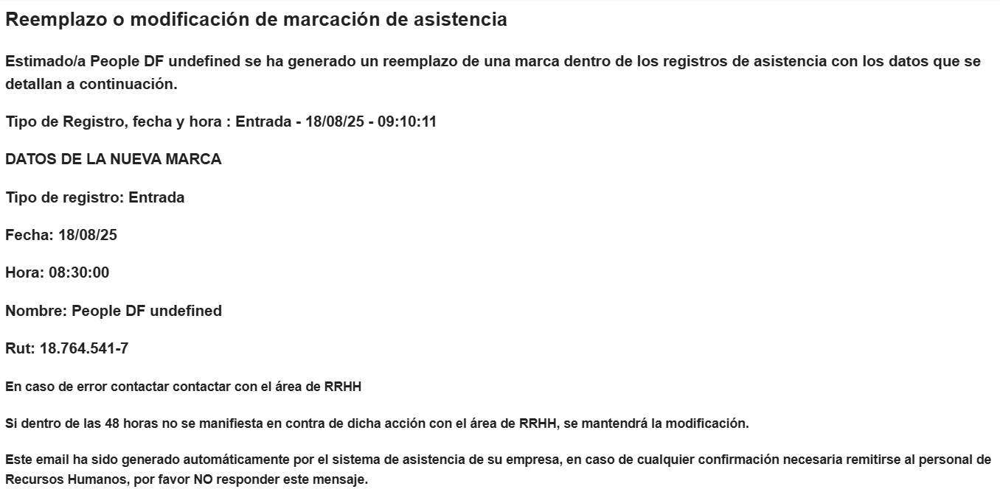 Reemplazo o modificación de marcación de asistencia
Estimado/a People DF undefined se ha generado un reemplazo de una marca dentro de los registros de asistencia con los datos que se
detallan a continuación.
Tipo de Registro, fecha y hora : Entrada - 18/08/25 - 09:10:11
DATOS DE LA NUEVA MARCA
Tipo de registro: Entrada
Fecha: 18/08/25
Hora: 08:30:00
Nombre: People DF undefined
Rut: 18.764.541-7
En caso de error contactar contactar con el área de RRHH
Si dentro de las 48 horas no se manifiesta en contra de dicha acción con el área de RRHH, se mantendrá la modificación.
Este email ha sido generado automáticamente por el sistema de asistencia de su empresa, en caso de cualquier confirmación necesaria remitirse al personal de
Recursos Humanos, por favor NO responder este mensaje.